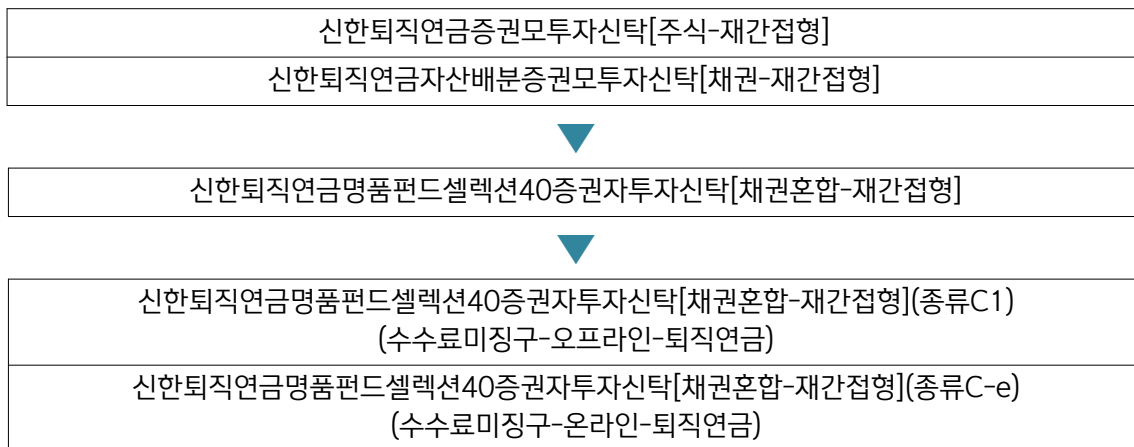 신한퇴직연금증권모투자신탁[주식-재간접형]
신한퇴직연금자산배분증권모투자신탁[채권-재간접형]
신한퇴직연금명품펀드셀렉션40증권자투자신탁[채권혼합-재간접형]
신한퇴직연금명품펀드셀렉션40증권자투자신탁[채권혼합-재간접형](종류C1)
(수수료미징구-오프라인-퇴직연금)
신한퇴직연금명품펀드셀렉션40증권자투자신탁[채권혼합-재간접형](종류C-e)
(수수료미징구-온라인-퇴직연금)